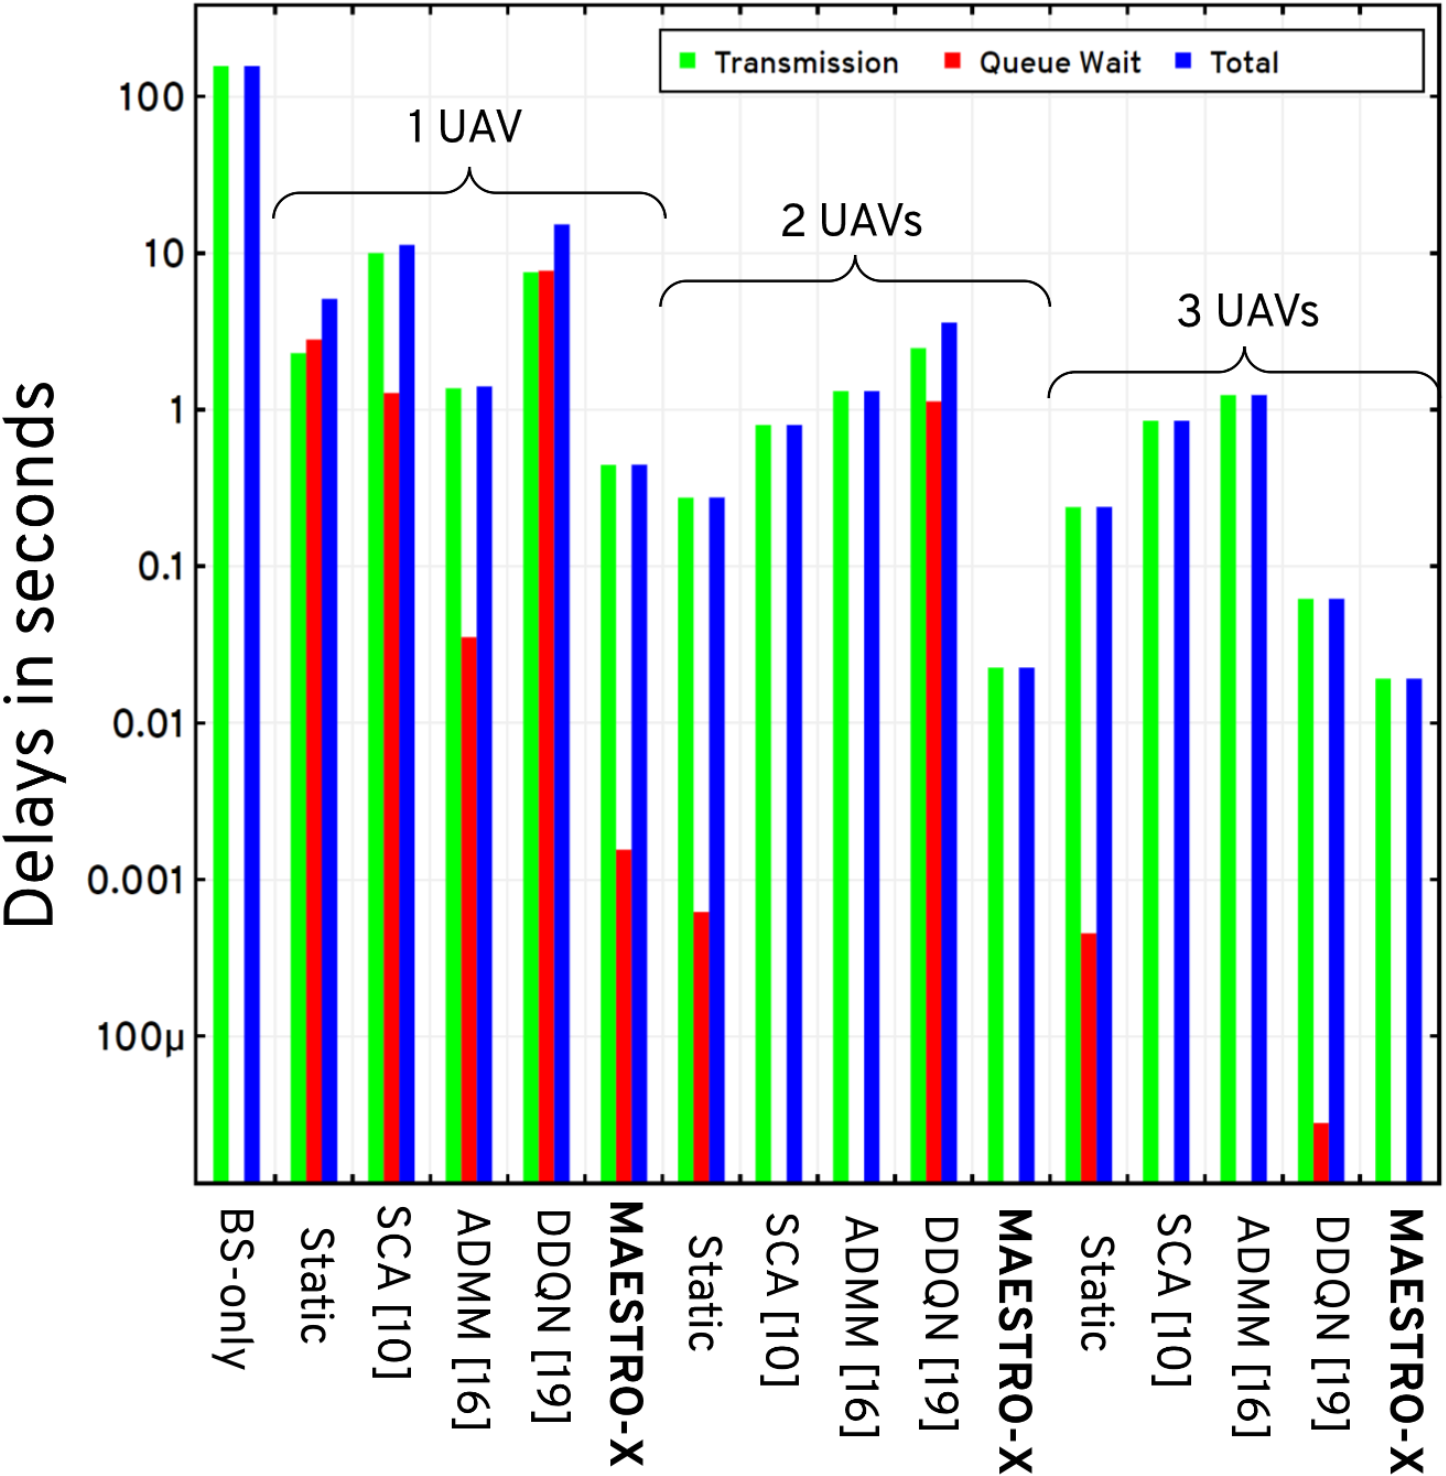 Transmission Queue Wait Total
1 UAV
2 UAVs
3 UAVs
Delays in seconds
100
10
1
0.1
0.01
0.001
100µ
BS-only
Static
SCA [10]
ADMM [16]
DDQN [19]
MAESTRO-X
Static
SCA [10]
ADMM [16]
DDQN [19]
MAESTRO-X
Static
SCA [10]
ADMM [16]
DDQN [19]
MAESTRO-X